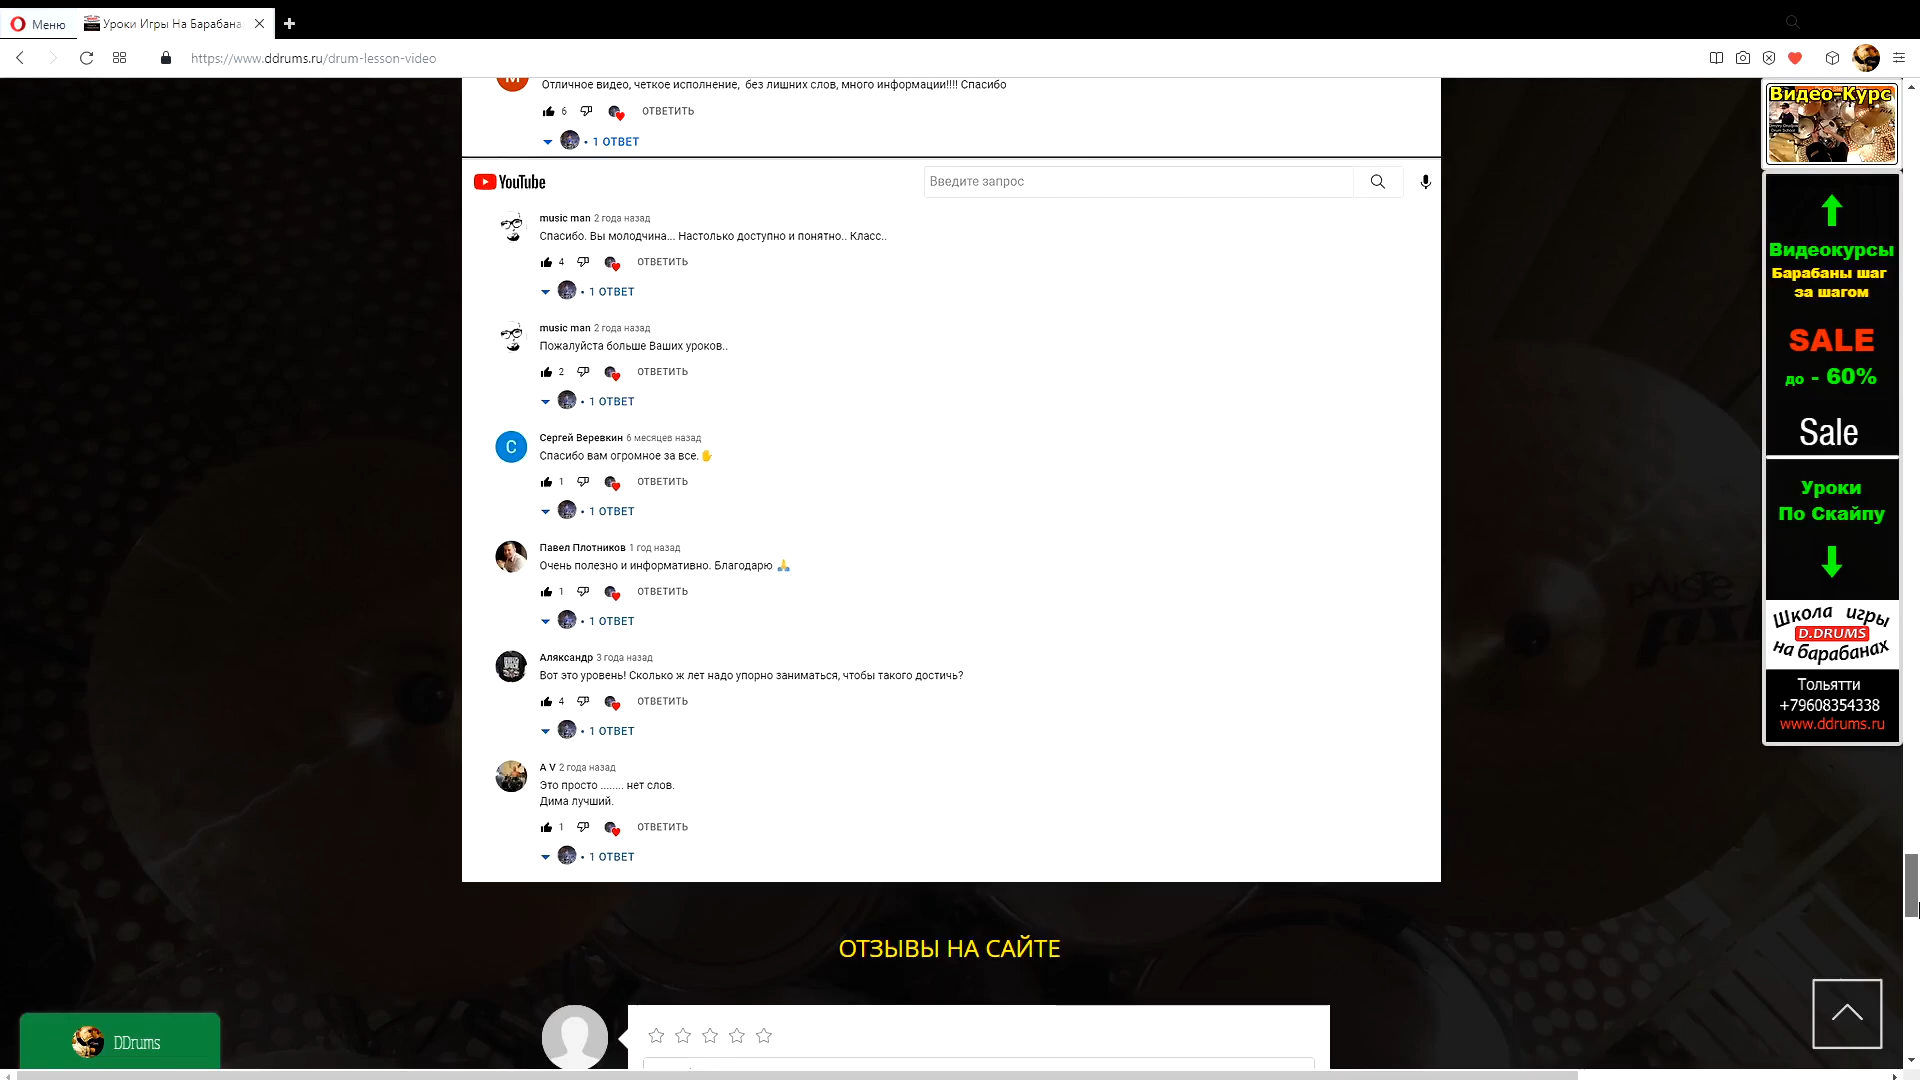 Меню
Уроки Игры На Барабана
https://www.ddrums.ru/drum-lesson-video
Отличное видео, четкое исполнение, без лишних слов, много информации!!!! Спасибо
6 ОТВЕТИТЬ
• 1 ОТВЕТ
YouTube
Введите запрос
music man 2 года назад
Спасибо. Вы молодчина... Настолько доступно и понятно.. Класс..
4 ОТВЕТИТЬ
• 1 ОТВЕТ
music man 2 года назад
Пожалуйста больше Ваших уроков..
2 ОТВЕТИТЬ
• 1 ОТВЕТ
С
Сергей Веревкин 6 месяцев назад
Спасибо вам огромное за все.✋
1 ОТВЕТИТЬ
• 1 ОТВЕТ
Павел Плотников 1 год назад
Очень полезно и информативно. Благодарю 🙏
1 ОТВЕТИТЬ
• 1 ОТВЕТ
Аляксандр 3 года назад
Вот это уровень! Сколько ж лет надо упорно заниматься, чтобы такого достичь?
4 ОТВЕТИТЬ
• 1 ОТВЕТ
A V 2 года назад
Это просто ........ нет слов.
Дима лучший.
1 ОТВЕТИТЬ
• 1 ОТВЕТ
ОТЗЫВЫ НА САЙТЕ
DDrums
Видео-Курс
Видеокурсы
Барабаны шаг
за шагом
SALE
до - 60%
Sale
Уроки
По Скайпу
Школа игры
D.DRUMS
на барабанах
Тольятти
+79608354338
www.ddrums.ru
PAISTE